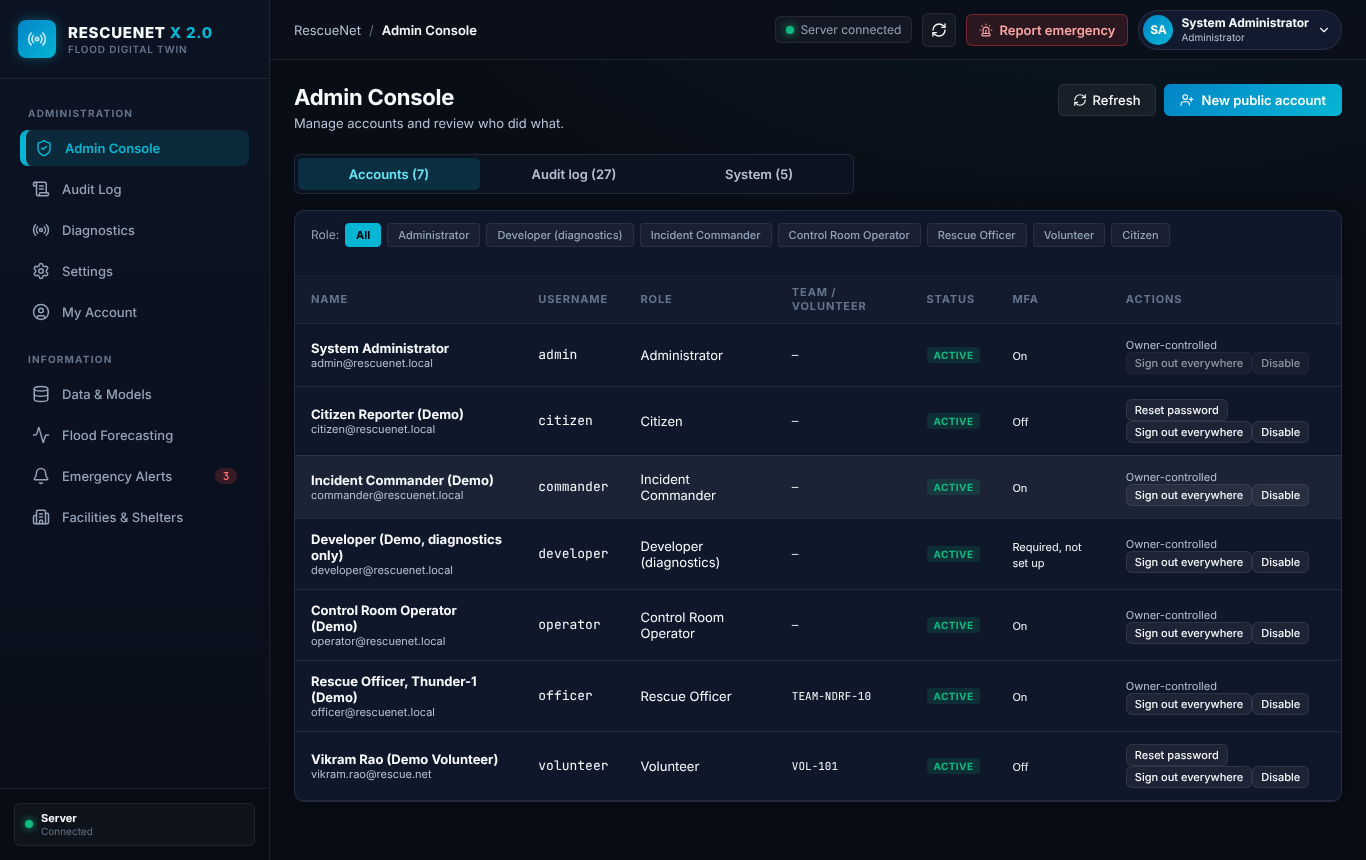 RESCUENET X 2.0
FLOOD DIGITAL TWIN
RescueNet / Admin Console
Server connected
Report emergency
SA
System Administrator
Administrator
ADMINISTRATION
Admin Console
Audit Log
Diagnostics
Settings
My Account
INFORMATION
Data & Models
Flood Forecasting
Emergency Alerts 3
Facilities & Shelters
Server
Connected
Admin Console
Manage accounts and review who did what.
Refresh
New public account
Accounts (7) Audit log (27) System (5)
Role: All Administrator Developer (diagnostics) Incident Commander Control Room Operator Rescue Officer Volunteer Citizen
NAME USERNAME ROLE TEAM /
VOLUNTEER STATUS MFA ACTIONS
System Administrator
admin@rescuenet.local
admin
Administrator
—
ACTIVE
On
Owner-controlled
Sign out everywhere Disable
Citizen Reporter (Demo)
citizen@rescuenet.local
citizen
Citizen
—
ACTIVE
Off
Reset password
Sign out everywhere Disable
Incident Commander (Demo)
commander@rescuenet.local
commander
Incident
Commander
—
ACTIVE
On
Owner-controlled
Sign out everywhere Disable
Developer (Demo, diagnostics
only)
developer@rescuenet.local
developer
Developer
(diagnostics)
—
ACTIVE
Required, not
set up
Owner-controlled
Sign out everywhere Disable
Control Room Operator
(Demo)
operator@rescuenet.local
operator
Control Room
Operator
—
ACTIVE
On
Owner-controlled
Sign out everywhere Disable
Rescue Officer, Thunder-1
(Demo)
officer@rescuenet.local
officer
Rescue Officer
TEAM-NDRF-10
ACTIVE
On
Owner-controlled
Sign out everywhere Disable
Vikram Rao (Demo Volunteer)
vikram.rao@rescue.net
volunteer
Volunteer
VOL-101
ACTIVE
Off
Reset password
Sign out everywhere Disable